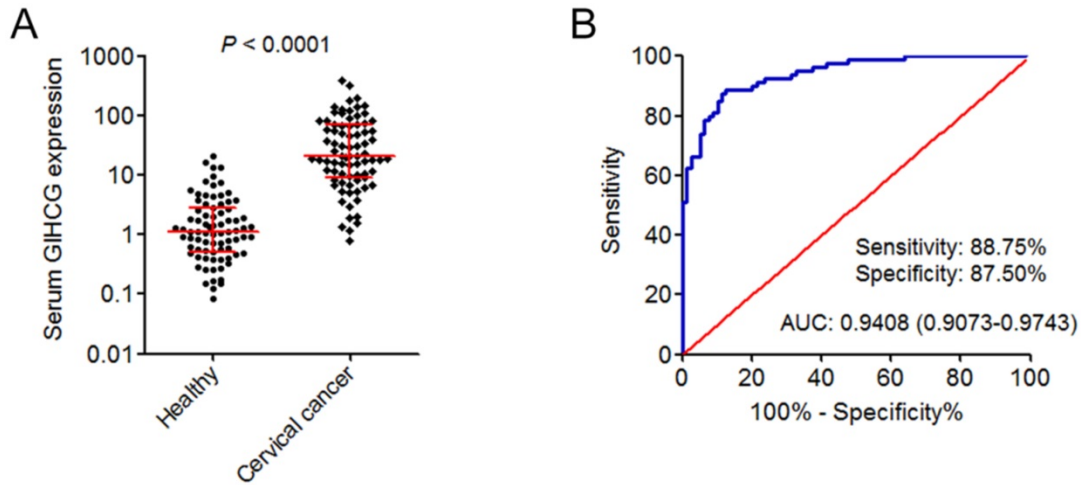 A
P < 0.0001
Serum GIHCG expression
1000
100
10
1
0.1
0.01
Healthy
Cervical cancer
B
Sensitivity
100
80
60
40
20
0
Sensitivity: 88.75%
Specificity: 87.50%
AUC: 0.9408 (0.9073-0.9743)
0 20 40 60 80 100
100% - Specificity%